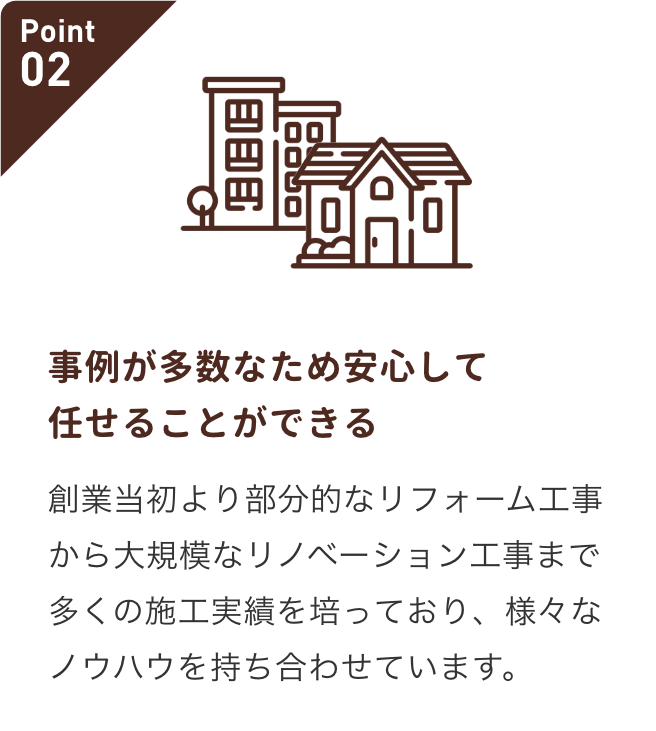 Point
02
事例が多数なため安心して
任せることができる
創業当初より部分的なリフォーム工事
から大規模なリノベーション工事まで
多くの施工実績を培っており、様々な
ノウハウを持ち合わせています。